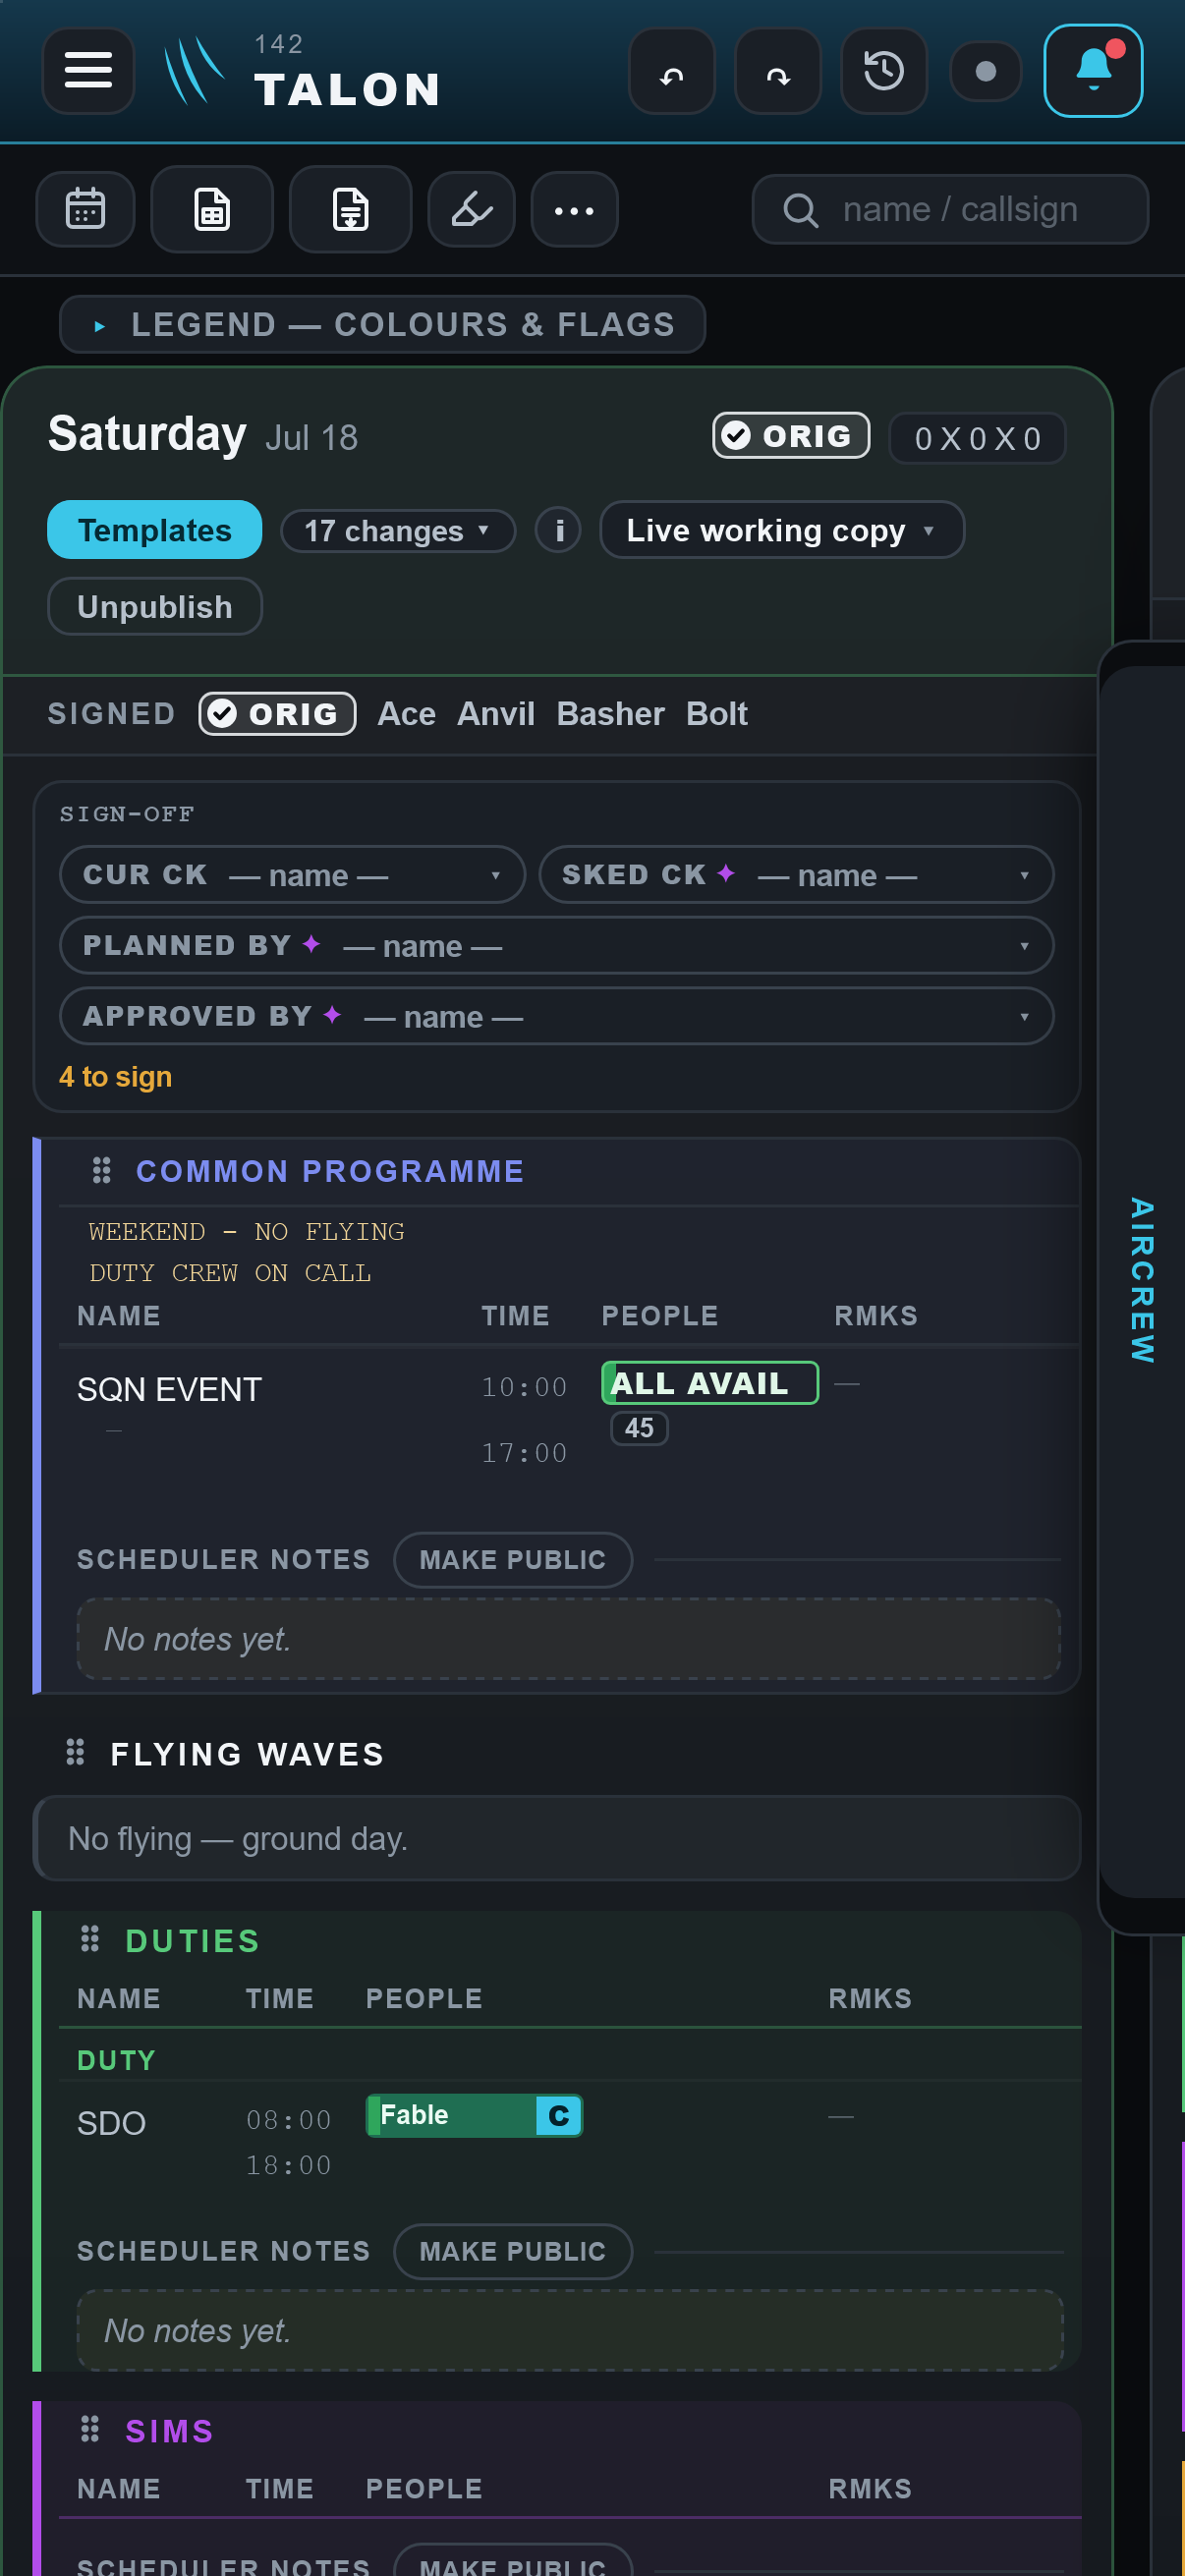 142
TALON
name / callsign
LEGEND — COLOURS & FLAGS
Saturday Jul 18 ORIG 0 X 0 X 0
Templates 17 changes i Live working copy
Unpublish
SIGNED ORIG Ace Anvil Basher Bolt
SIGN-OFF
CUR CK — name — SKED CK — name —
PLANNED BY — name —
APPROVED BY — name —
4 to sign
COMMON PROGRAMME
WEEKEND - NO FLYING
DUTY CREW ON CALL
NAME TIME PEOPLE RMKS
SQN EVENT 10:00 ALL AVAIL —
— 45
17:00
SCHEDULER NOTES MAKE PUBLIC
No notes yet.
FLYING WAVES
No flying — ground day.
DUTIES
NAME TIME PEOPLE RMKS
DUTY
SDO 08:00 Fable C —
18:00
SCHEDULER NOTES MAKE PUBLIC
No notes yet.
SIMS
NAME TIME PEOPLE RMKS
SCHEDULER NOTES MAKE PUBLIC
AIRCREW